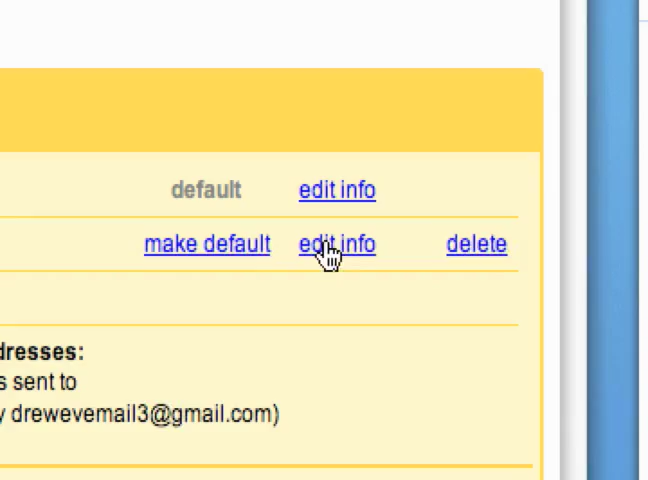 default edit info
make default edit info delete
dresses:
s sent to
y drewevemail3@gmail.com)